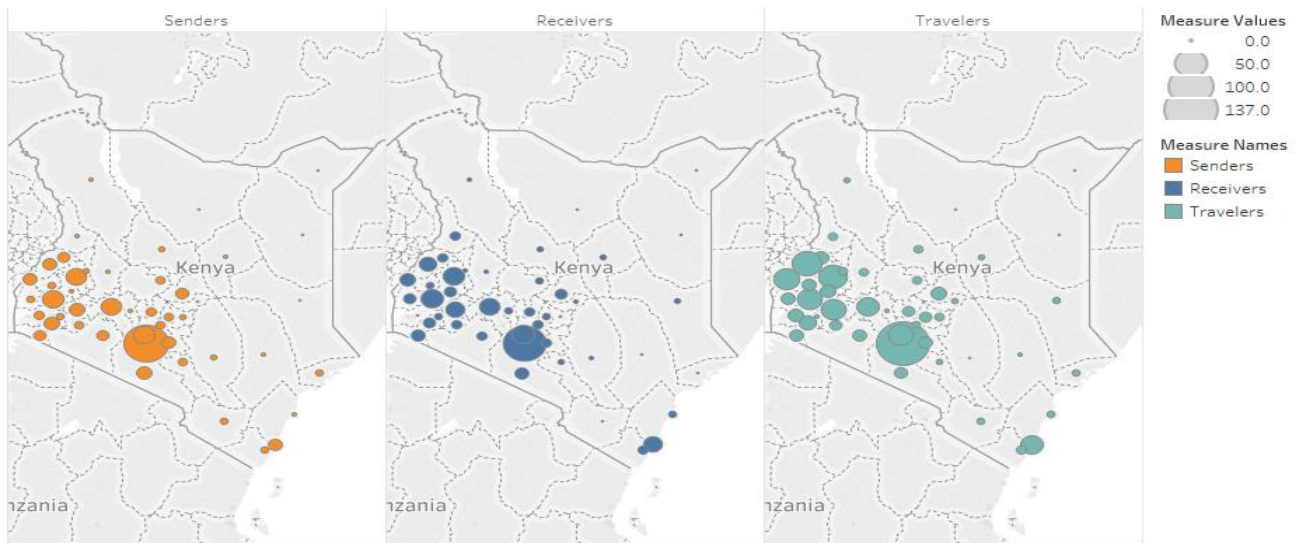 Senders
Receivers
Travelers
Kenya
Kenya
Kenya
nzania
nzania
nzania
Measure Values
0.0
50.0
100.0
137.0
Measure Names
Senders
Receivers
Travelers